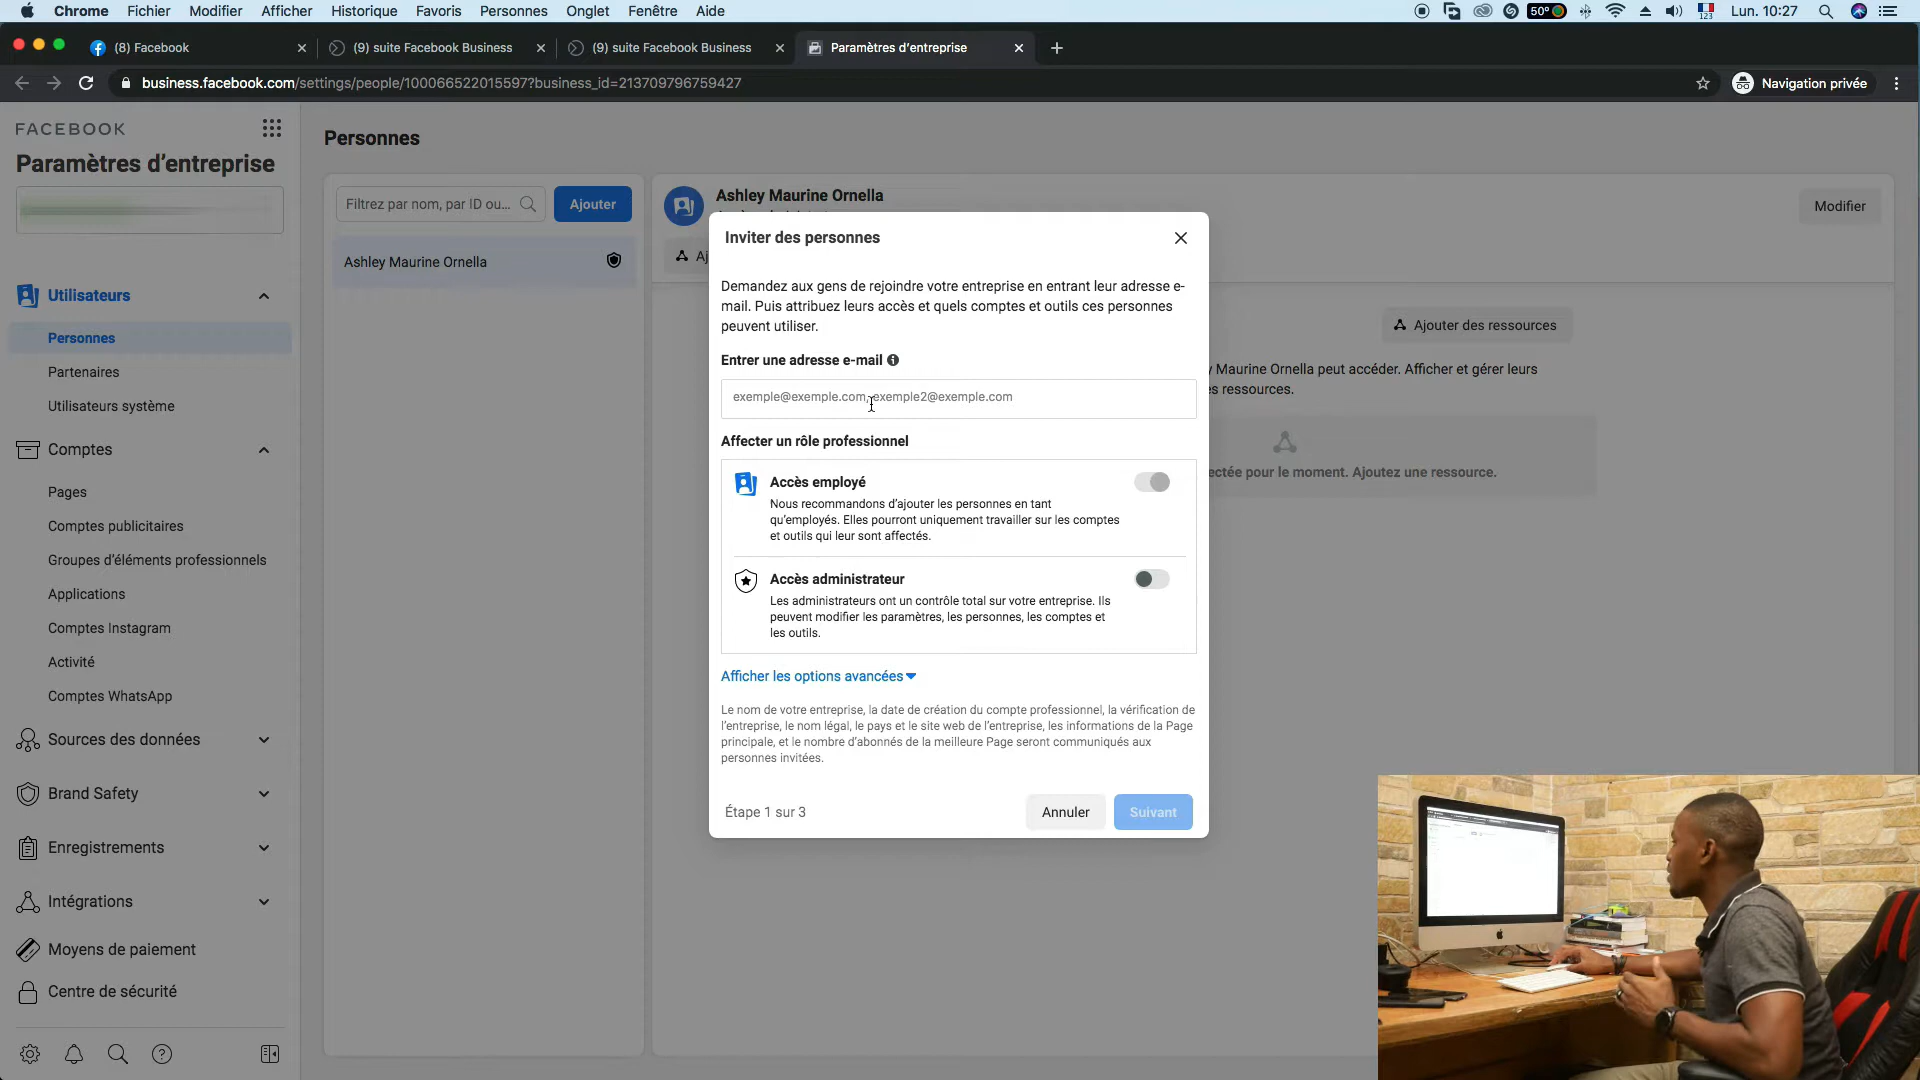 Chrome Fichier Modifier Afficher Historique Favoris Personnes Onglet Fenêtre Aide 50° 123 Lun. 10:27
(8) Facebook (9) suite Facebook Business (9) suite Facebook Business Paramètres d'entreprise
business.facebook.com/settings/people/100066522015597?business_id=213709796759427 Navigation privée
FACEBOOK
Paramètres d'entreprise
Utilisateurs
Personnes
Partenaires
Utilisateurs système
Comptes
Pages
Comptes publicitaires
Groupes d'éléments professionnels
Applications
Comptes Instagram
Activité
Comptes WhatsApp
Sources des données
Brand Safety
Enregistrements
Intégrations
Moyens de paiement
Centre de sécurité
Personnes
Filtrez par nom, par ID ou... Ajouter
Ashley Maurine Ornella
Ashley Maurine Ornella
Modifier
Aj
Ajouter des ressources
y Maurine Ornella peut accéder. Afficher et gérer leurs
s ressources.
ectée pour le moment. Ajoutez une ressource.
Inviter des personnes
Demandez aux gens de rejoindre votre entreprise en entrant leur adresse e-
mail. Puis attribuez leurs accès et quels comptes et outils ces personnes
peuvent utiliser.
Entrer une adresse e-mail
exemple@exemple.com, exemple2@exemple.com
Affecter un rôle professionnel
Accès employé
Nous recommandons d'ajouter les personnes en tant
qu'employés. Elles pourront uniquement travailler sur les comptes
et outils qui leur sont affectés.
Accès administrateur
Les administrateurs ont un contrôle total sur votre entreprise. Ils
peuvent modifier les paramètres, les personnes, les comptes et
les outils.
Afficher les options avancées
Le nom de votre entreprise, la date de création du compte professionnel, la vérification de
l'entreprise, le nom légal, le pays et le site web de l'entreprise, les informations de la Page
principale, et le nombre d'abonnés de la meilleure Page seront communiqués aux
personnes invitées.
Étape 1 sur 3 Annuler Suivant